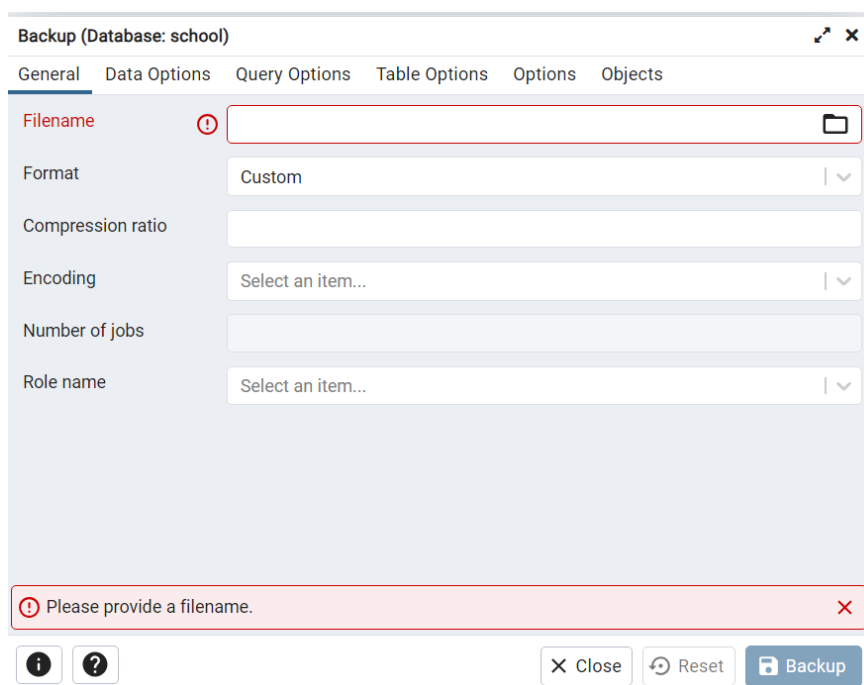 Backup (Database: school)
General Data Options Query Options Table Options Options Objects
Filename
Format Custom
Compression ratio
Encoding Select an item...
Number of jobs
Role name Select an item...
Please provide a filename.
Close Reset Backup